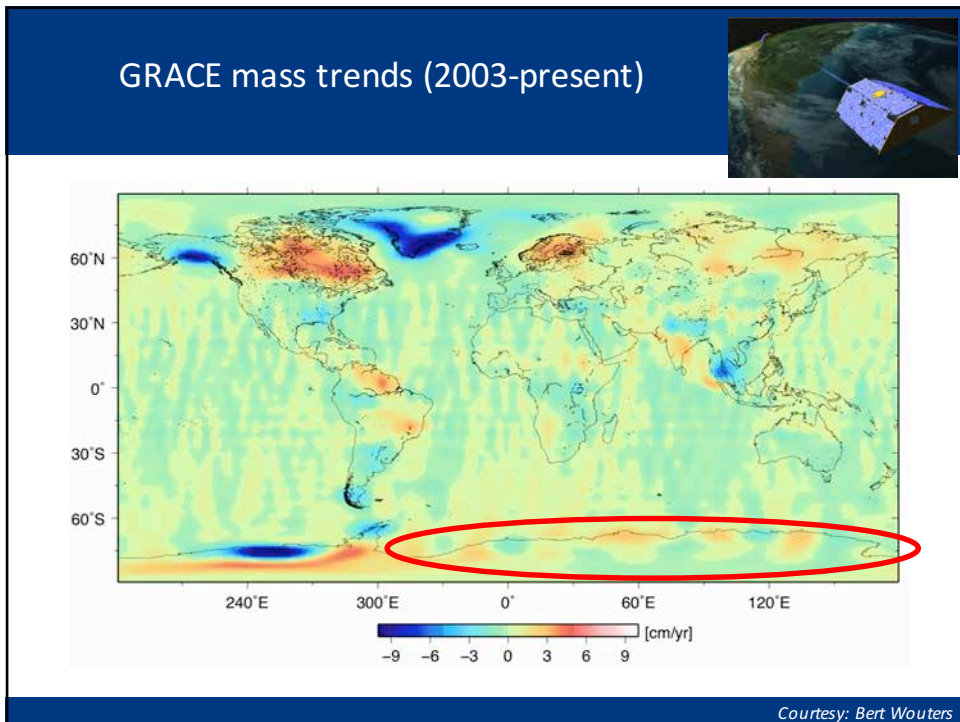 GRACE mass trends (2003-present)
60˚N
30˚N
0˚
30˚S
60˚S
240˚E 300˚E 0˚ 60˚E 120˚E
[cm/yr]
−9 −6 −3 0 3 6 9
Courtesy: Bert Wouters